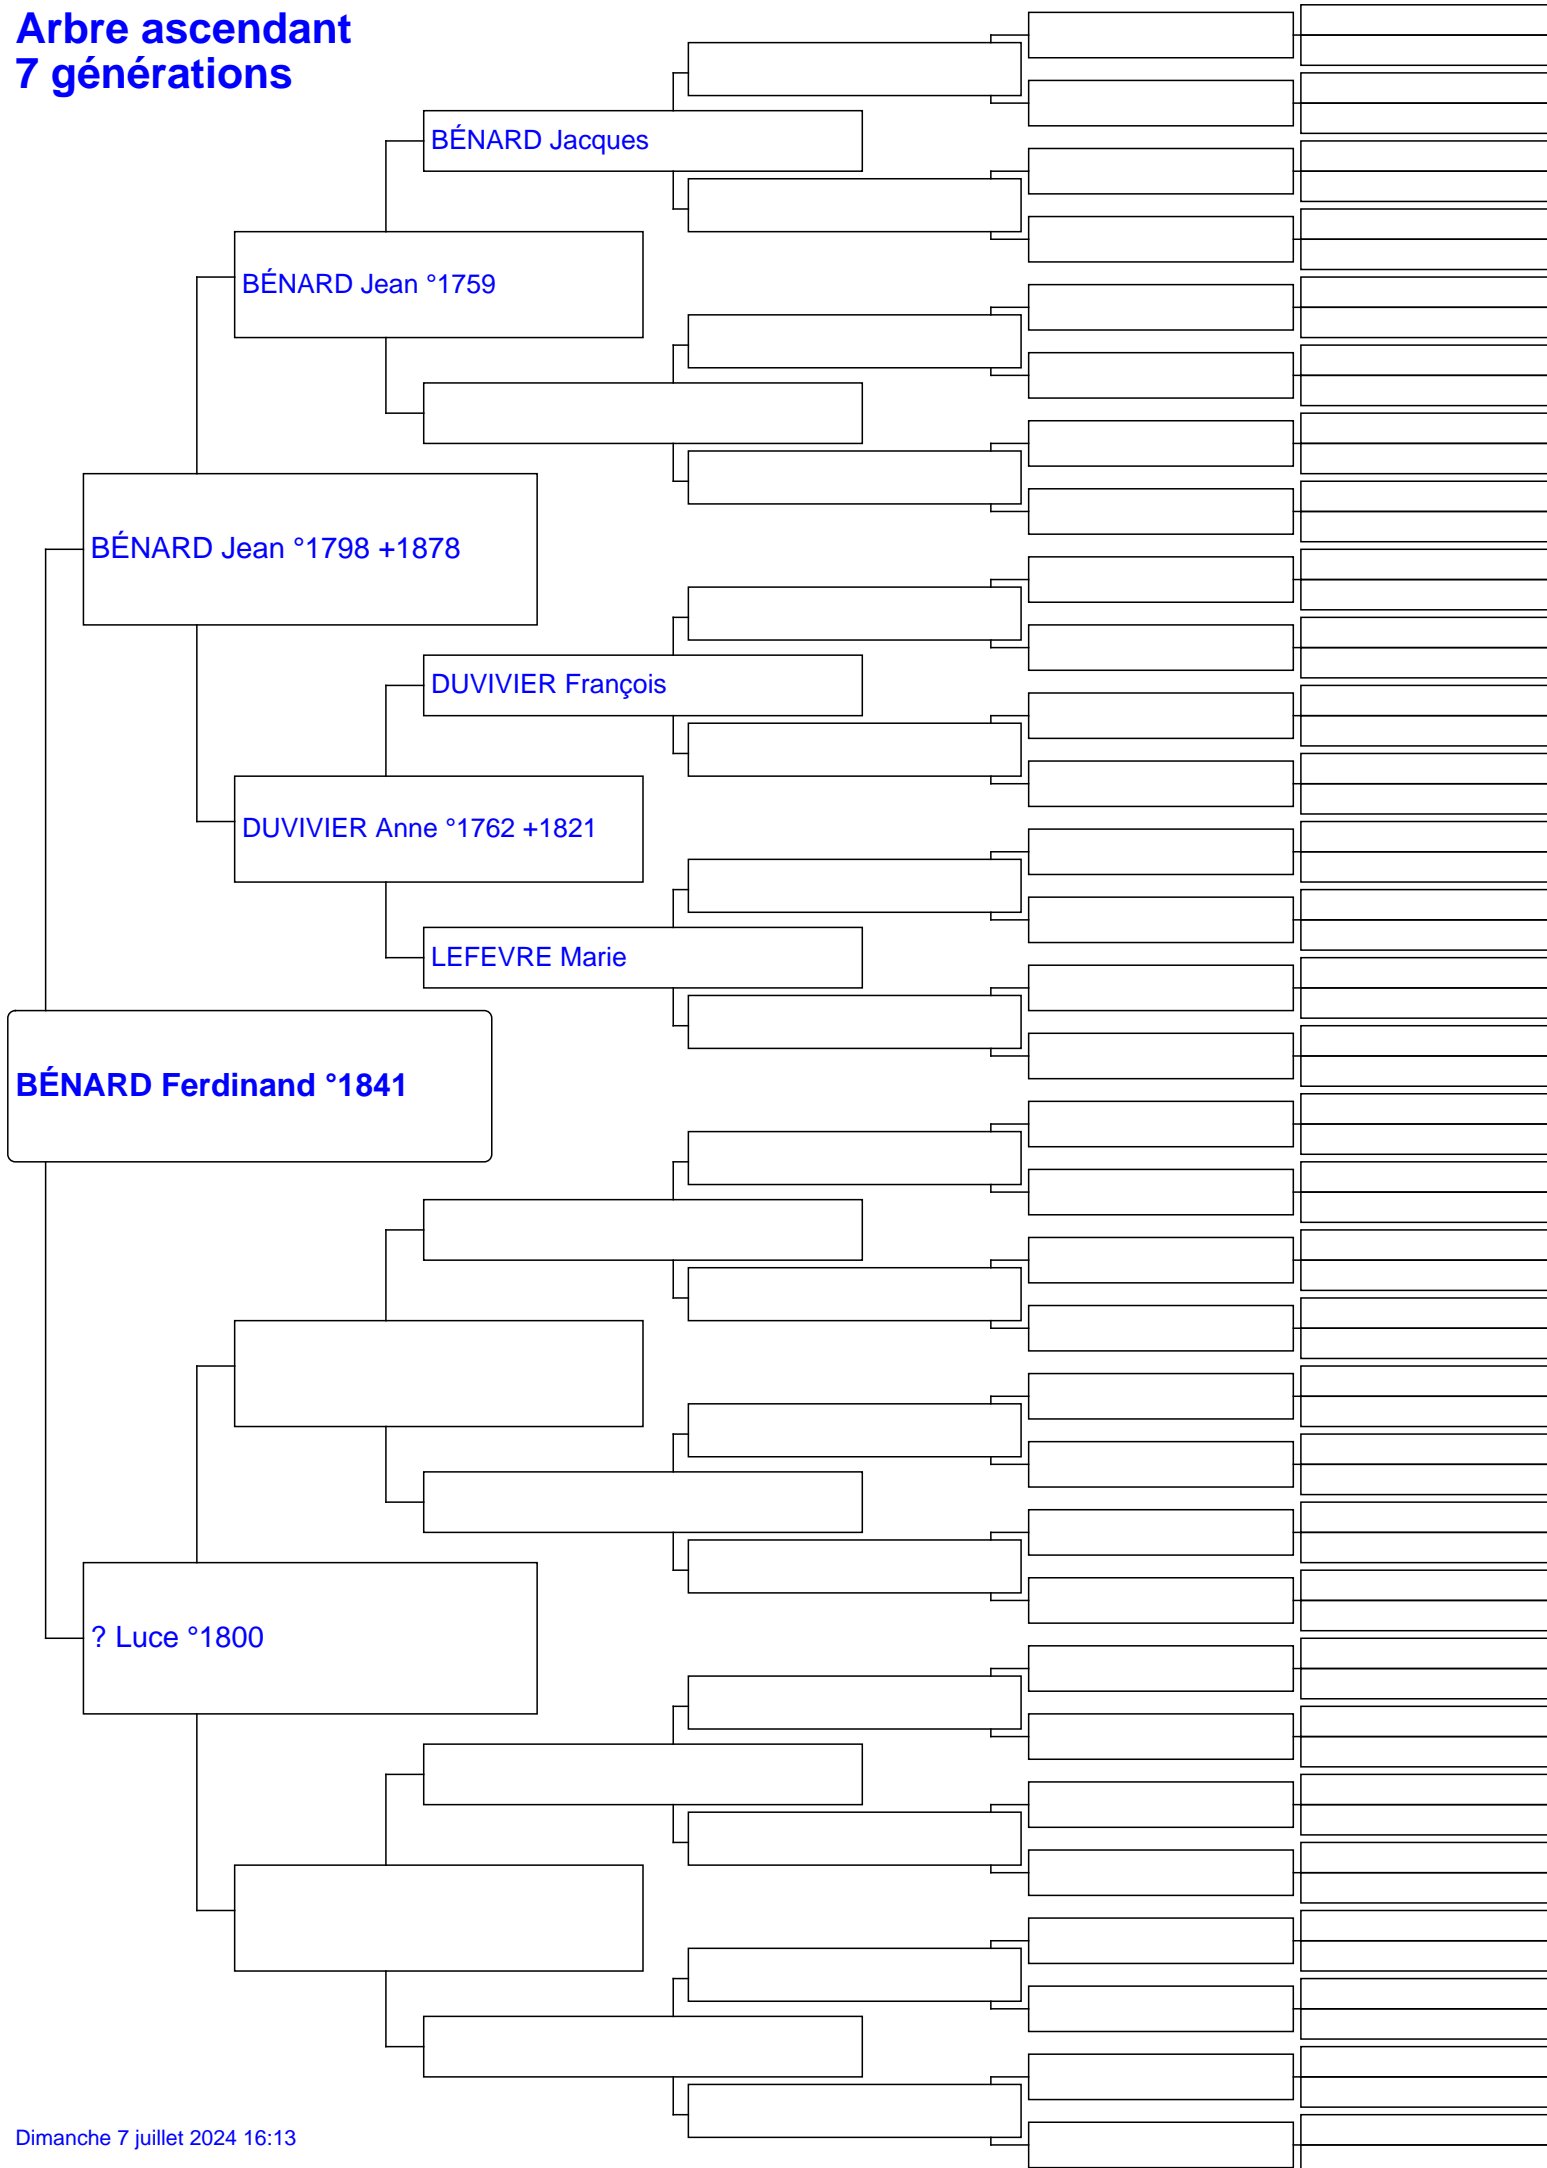 Arbre ascendant
7 générations
BÉNARD Jacques
BÉNARD Jean °1759
BÉNARD Jean °1798 +1878
DUVIVIER François
DUVIVIER Anne °1762 +1821
LEFEVRE Marie
BÉNARD Ferdinand °1841
? Luce °1800
Dimanche 7 juillet 2024 16:13